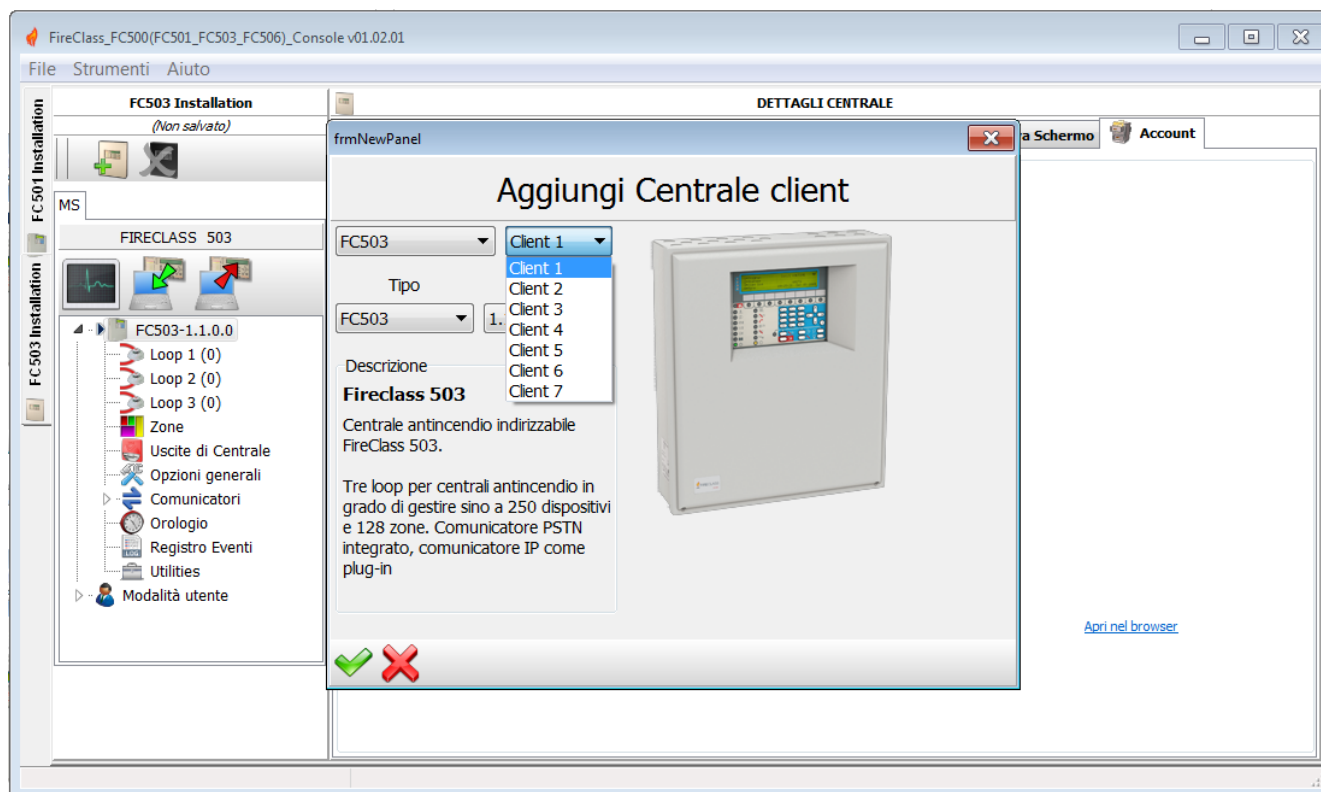 FireClass_FC500(FC501_FC503_FC506)_Console v01.02.01
File Strumenti Aiuto
FC501 Installation
FC503 Installation
FC503 Installation
(Non salvato)
MS
FIRECLASS 503
FC503-1.1.0.0
Loop 1 (0)
Loop 2 (0)
Loop 3 (0)
Zone
Uscite di Centrale
Opzioni generali
Comunicatori
Orologio
Registro Eventi
Utilities
Modalità utente
DETTAGLI CENTRALE
Schermo
Account
frmNewPanel
Aggiungi Centrale client
FC503
Client 1
Client 1
Client 2
Client 3
Client 4
Client 5
Client 6
Client 7
Tipo
FC503
1.
Descrizione
Fireclass 503
Centrale antincendio indirizzabile
FireClass 503.
Tre loop per centrali antincendio in
grado di gestire sino a 250 dispositivi
e 128 zone. Comunicatore PSTN
integrato, comunicatore IP come
plug-in
Apri nel browser